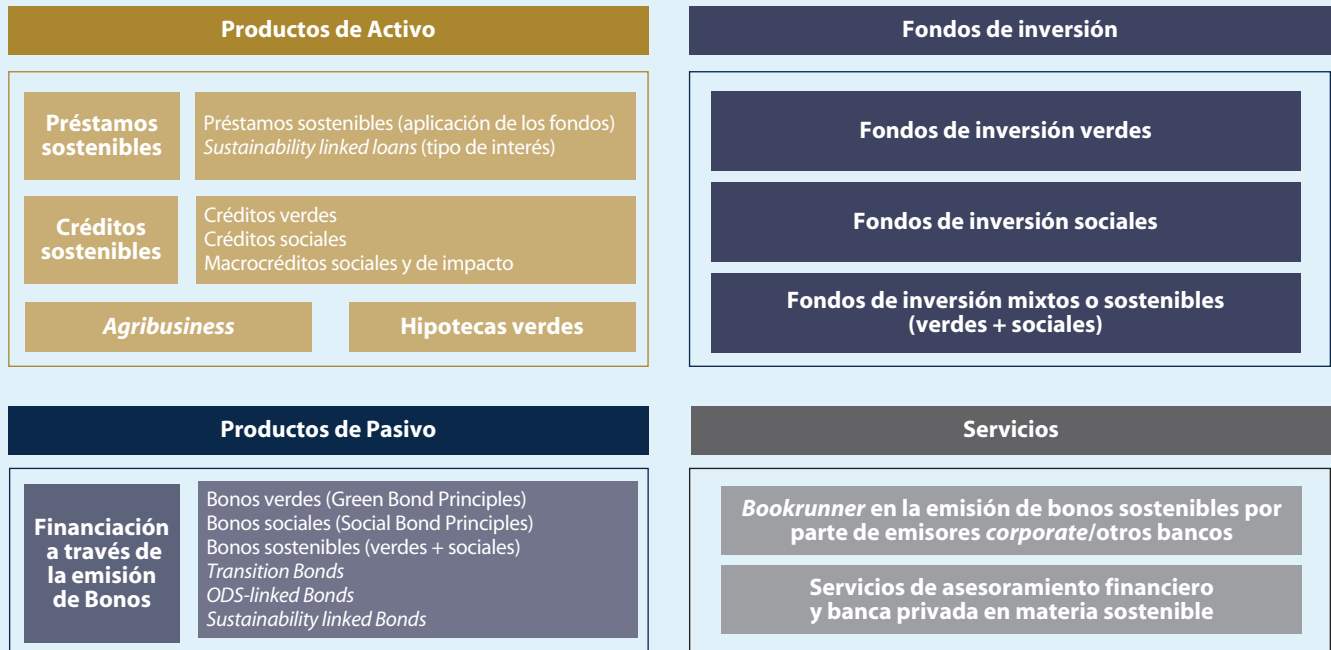 Productos de Activo
Préstamos
sostenibles
Préstamos sostenibles (aplicación de los fondos)
Sustainability linked loans (tipo de interés)
Créditos
sostenibles
Créditos verdes
Créditos sociales
Macrocréditos sociales y de impacto
Agribusiness
Hipotecas verdes
Fondos de inversión
Fondos de inversión verdes
Fondos de inversión sociales
Fondos de inversión mixtos o sostenibles
(verdes + sociales)
Productos de Pasivo
Financiación
a través de
la emisión
de Bonos
Bonos verdes (Green Bond Principles)
Bonos sociales (Social Bond Principles)
Bonos sostenibles (verdes + sociales)
Transition Bonds
ODS-linked Bonds
Sustainability linked Bonds
Servicios
Bookrunner en la emisión de bonos sostenibles por
parte de emisores corporate/otros bancos
Servicios de asesoramiento financiero
y banca privada en materia sostenible